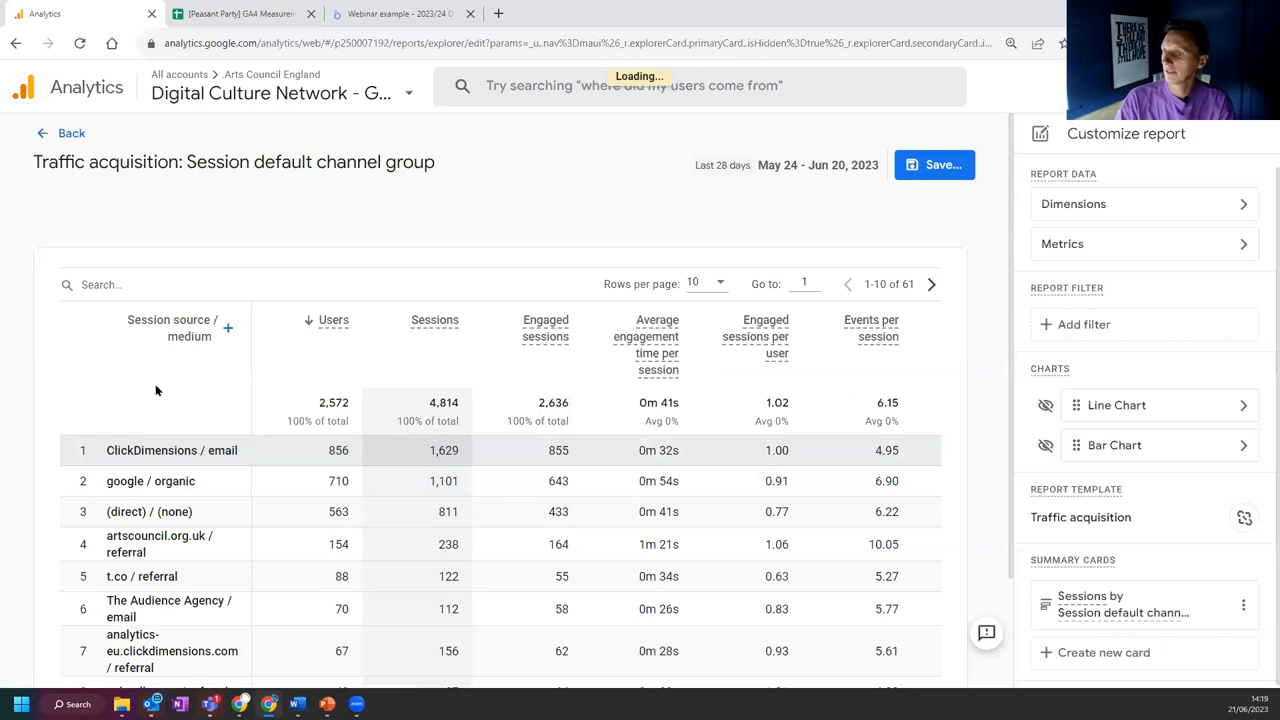 Analytics
[Peasant Party] GA4 Measurem
Webinar example - 2023/24 D
analytics.google.com/analytics/web/#/p250001192/reports/explorer/edit?params=_u..nav%3Dmaui%26_r.explorerCard.primaryCard..isHidden%3Dtrue%26_r.explorerCard.secondaryCard..i...
THERE IS
STILL MOVE
Analytics
All accounts > Arts Council England
Digital Culture Network - G...
Try searching "where did my users come from"
Loading...
Back
Customize report
Traffic acquisition: Session default channel group
Last 28 days May 24 - Jun 20, 2023
Save...
REPORT DATA
Dimensions
Metrics
REPORT FILTER
Add filter
CHARTS
Line Chart
Bar Chart
REPORT TEMPLATE
Traffic acquisition
SUMMARY CARDS
Sessions by
Session default chann...
Create new card
Search...
Rows per page: 10 Go to: 1 1-10 of 61
Session source /
medium
Users
Sessions
Engaged
sessions
Average
engagement
time per
session
Engaged
sessions per
user
Events per
session
2,572 4,814 2,636 0m 41s 1.02 6.15
100% of total 100% of total 100% of total Avg 0% Avg 0% Avg 0%
1 ClickDimensions / email 856 1,629 855 0m 32s 1.00 4.95
2 google / organic 710 1,101 643 0m 54s 0.91 6.90
3 (direct) / (none) 563 811 433 0m 41s 0.77 6.22
4 artscouncil.org.uk / 154 238 164 1m 21s 1.06 10.05
referral
5 t.co / referral 88 122 55 0m 34s 0.63 5.27
6 The Audience Agency / 70 112 58 0m 26s 0.83 5.77
email
analytics-
7 eu.clickdimensions.com 67 156 62 0m 28s 0.93 5.61
/ referral
Search
14:19
21/06/2023